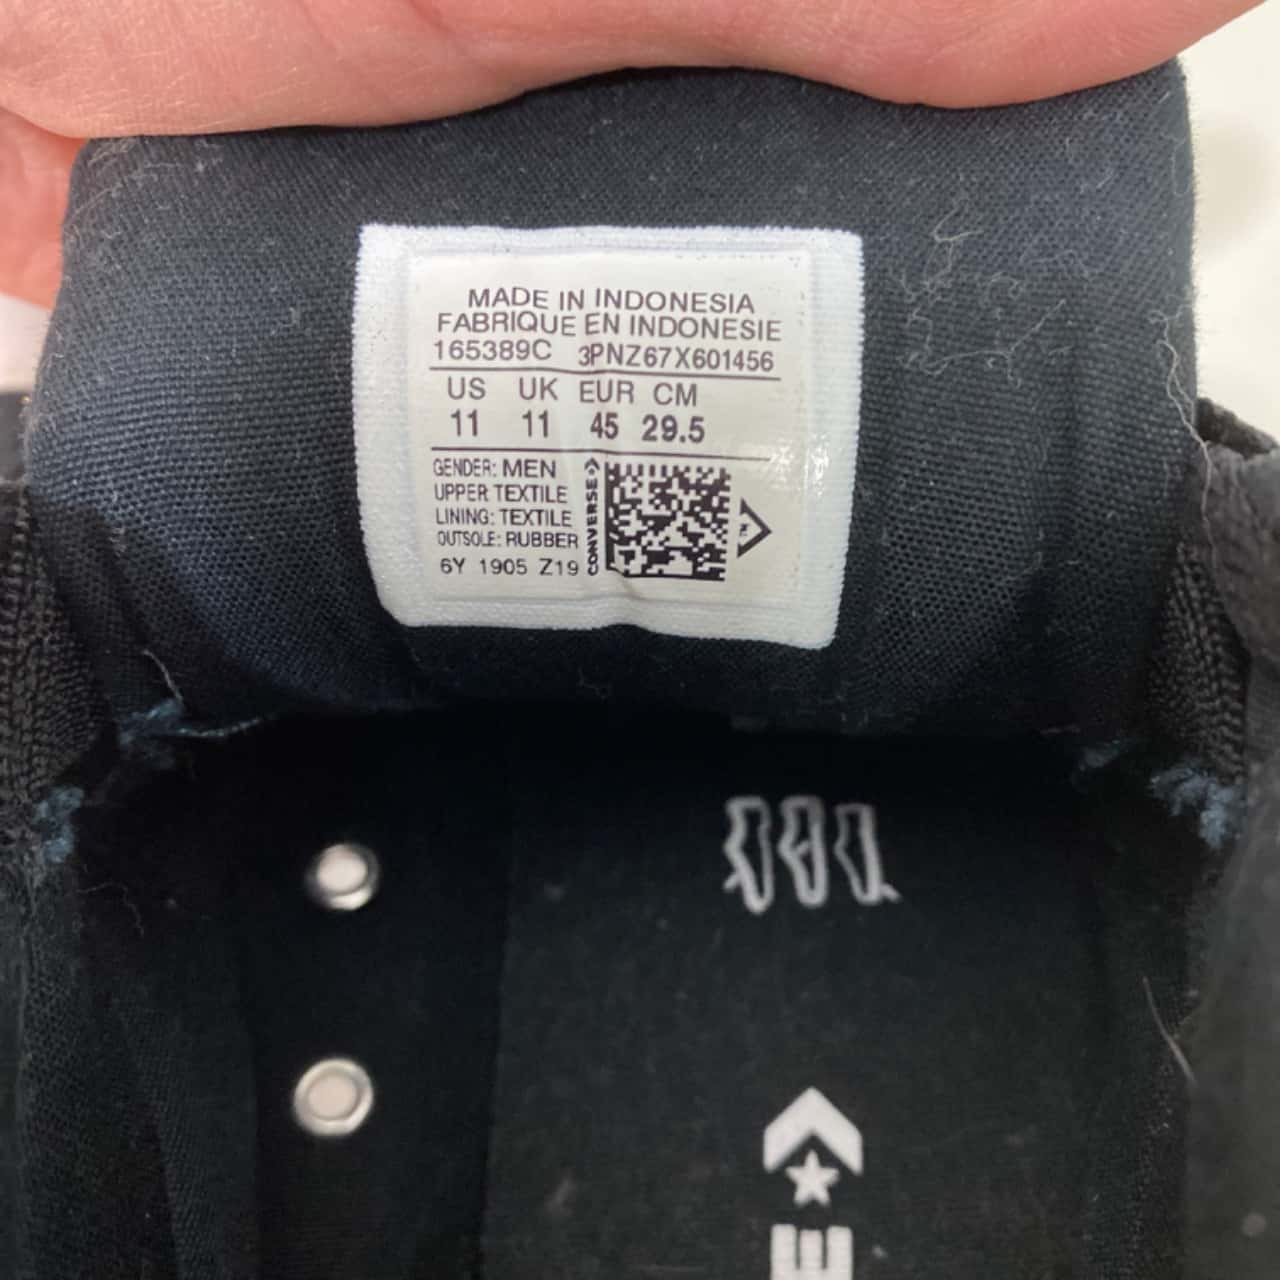 MADE IN INDONESIA
FABRIQUE EN INDONESIE
165389C 3PNZ67X601456
US UK EUR CM
11 11 45 29.5
GENDER: MEN
UPPER TEXTILE
LINING: TEXTILE
OUTSOLE: RUBBER
6Y 1905 Z19
CONVERSE
TM
E